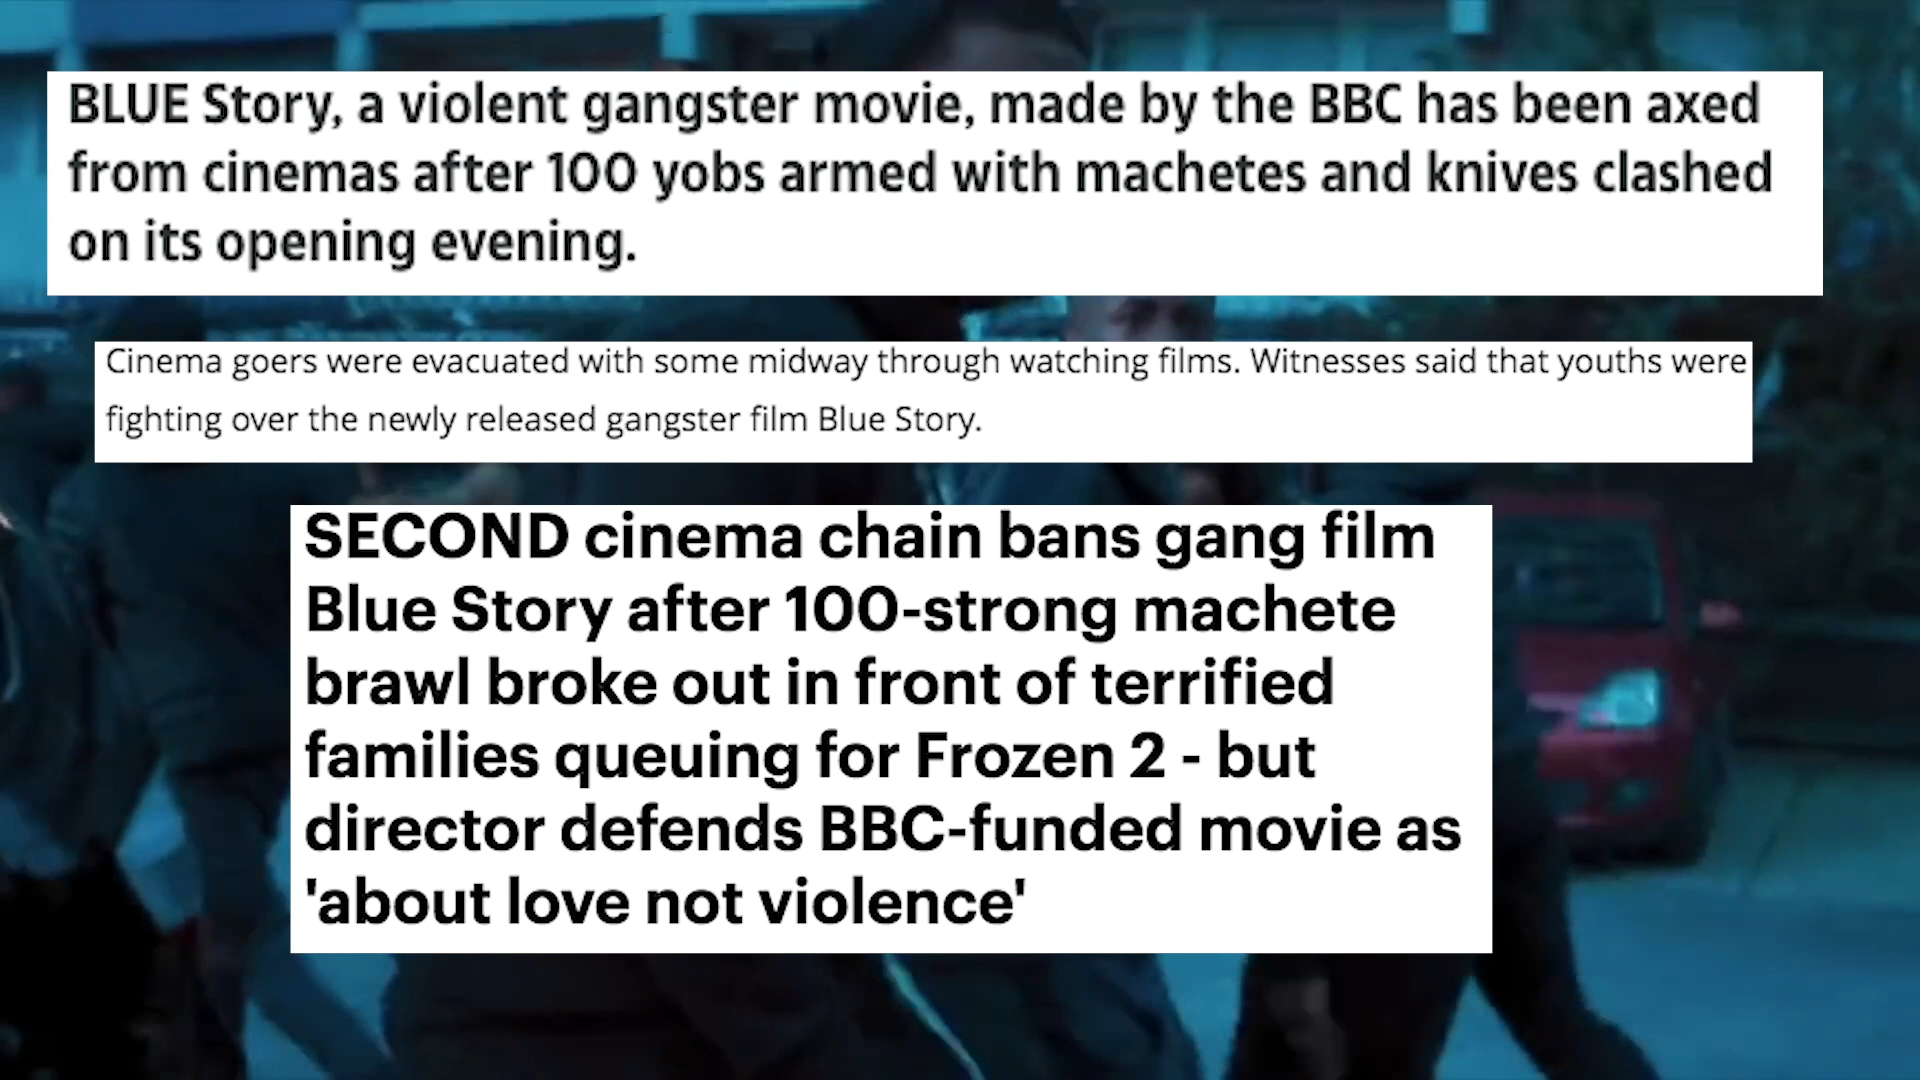 BLUE Story, a violent gangster movie, made by the BBC has been axed
from cinemas after 100 yobs armed with machetes and knives clashed
on its opening evening.
Cinema goers were evacuated with some midway through watching films. Witnesses said that youths were
fighting over the newly released gangster film Blue Story.
SECOND cinema chain bans gang film
Blue Story after 100-strong machete
brawl broke out in front of terrified
families queuing for Frozen 2 - but
director defends BBC-funded movie as
'about love not violence'